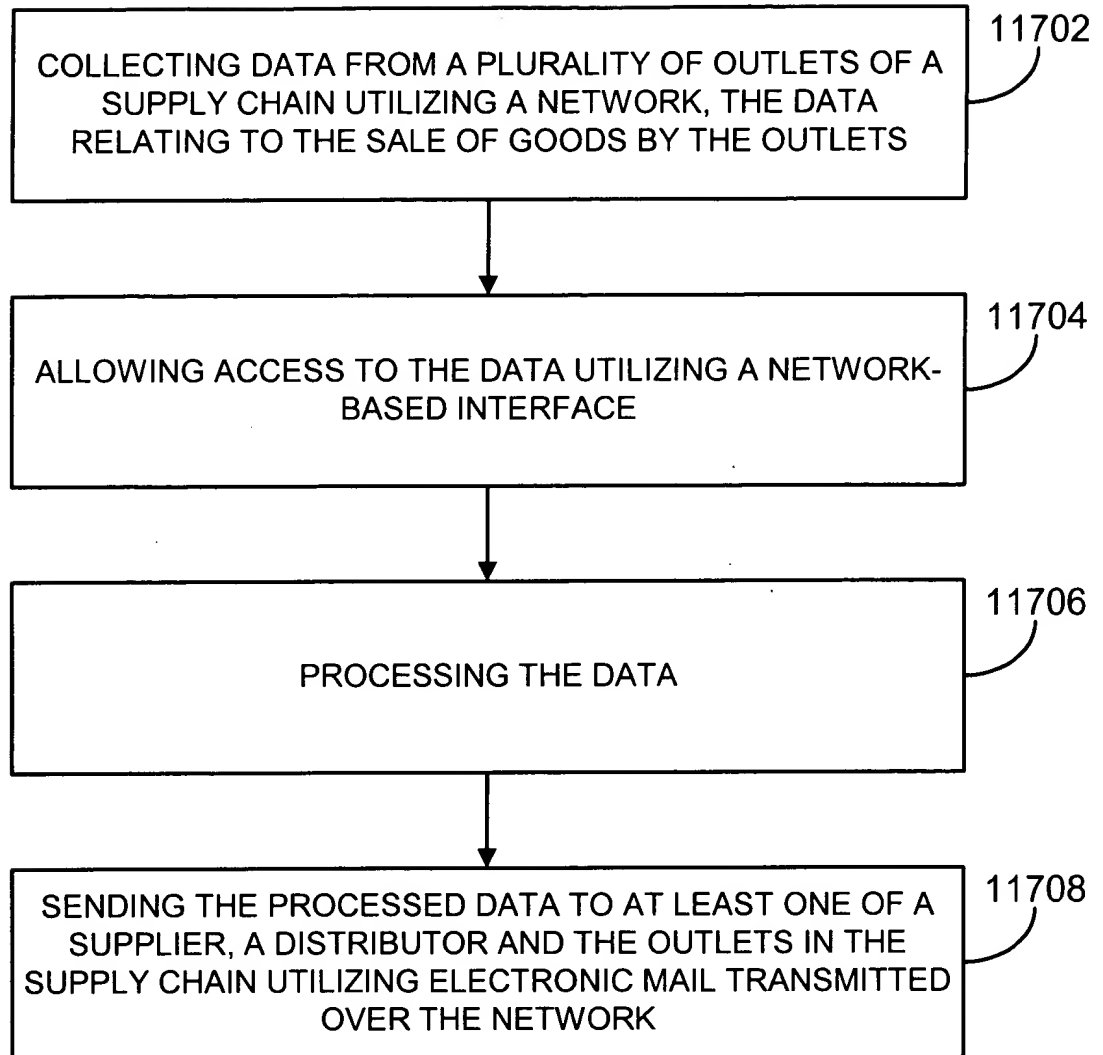 11702
COLLECTING DATA FROM A PLURALITY OF OUTLETS OF A
SUPPLY CHAIN UTILIZING A NETWORK, THE DATA
RELATING TO THE SALE OF GOODS BY THE OUTLETS
11704
ALLOWING ACCESS TO THE DATA UTILIZING A NETWORK-
BASED INTERFACE
11706
PROCESSING THE DATA
11708
SENDING THE PROCESSED DATA TO AT LEAST ONE OF A
SUPPLIER, A DISTRIBUTOR AND THE OUTLETS IN THE
SUPPLY CHAIN UTILIZING ELECTRONIC MAIL TRANSMITTED
OVER THE NETWORK